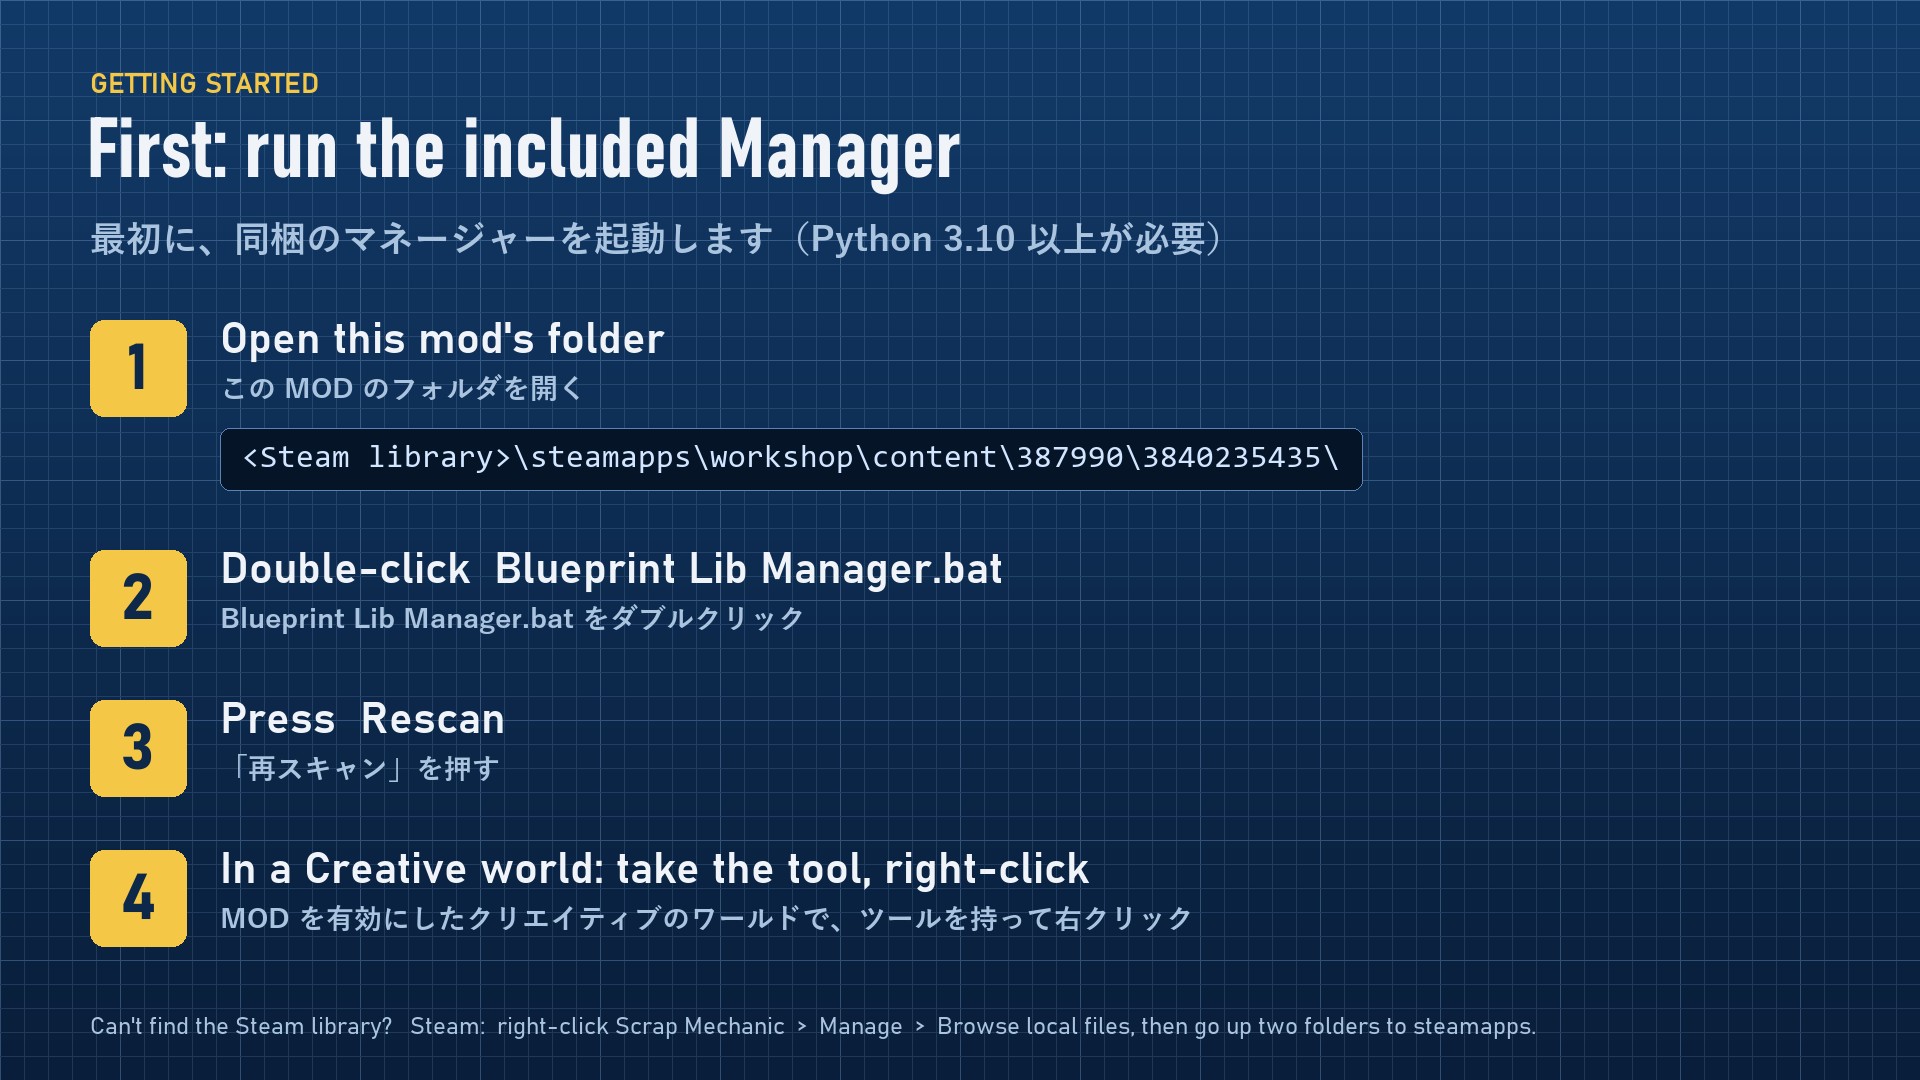 GETTING STARTED
First: run the included Manager
最初に、同梱のマネージャーを起動します（Python 3.10 以上が必要）
1
Open this mod's folder
この MOD のフォルダを開く
<Steam library>\steamapps\workshop\content\387990\3840235435\
2
Double-click  Blueprint Lib Manager.bat
Blueprint Lib Manager.bat をダブルクリック
3
Press  Rescan
「再スキャン」を押す
4
In a Creative world: take the tool, right-click
MOD を有効にしたクリエイティブのワールドで、ツールを持って右クリック
Can't find the Steam library?   Steam:  right-click Scrap Mechanic  >  Manage  >  Browse local files, then go up two folders to steamapps.